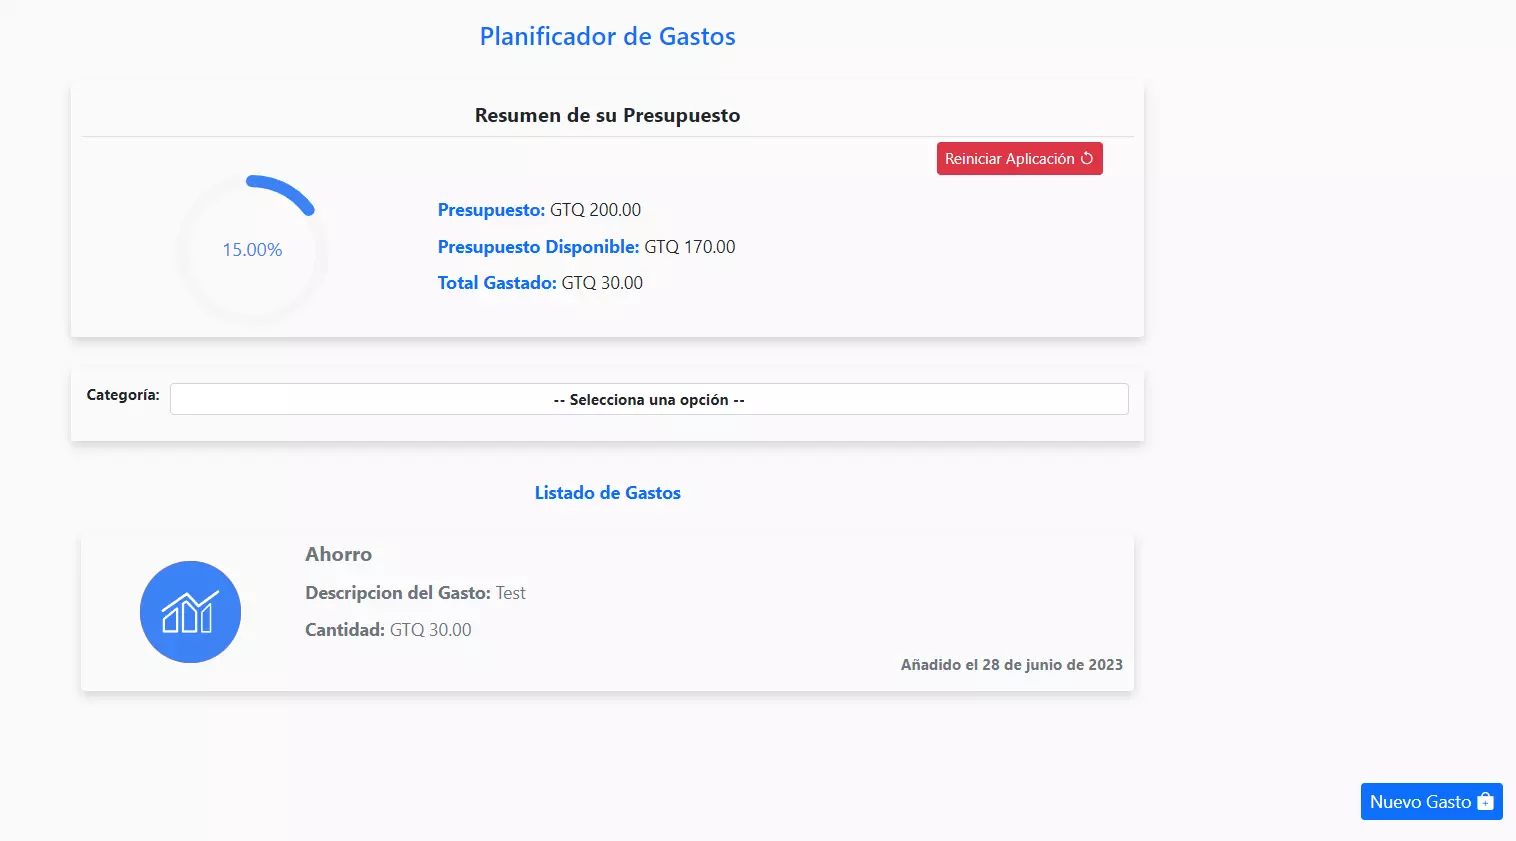 Planificador de Gastos
Resumen de su Presupuesto
Reiniciar Aplicación
15.00%
Presupuesto: GTQ 200.00
Presupuesto Disponible: GTQ 170.00
Total Gastado: GTQ 30.00
Categoría:
-- Selecciona una opción --
Listado de Gastos
Ahorro
Descripcion del Gasto: Test
Cantidad: GTQ 30.00
Añadido el 28 de junio de 2023
Nuevo Gasto